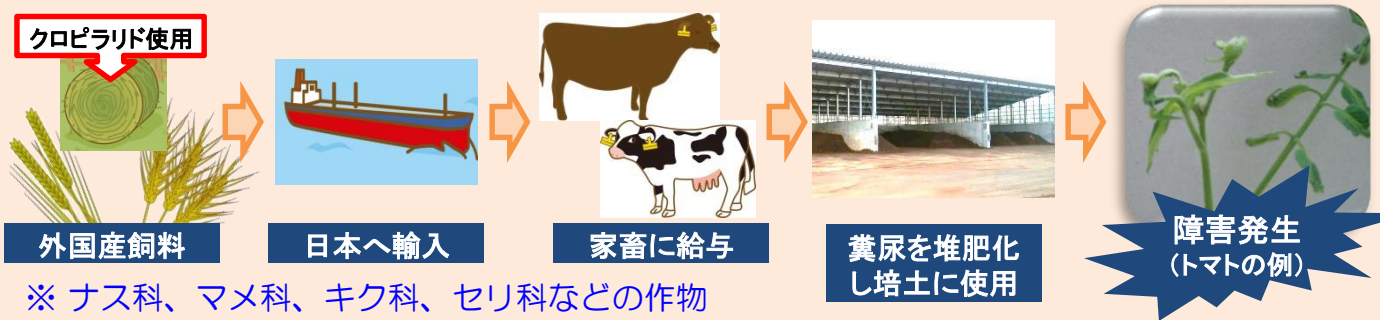 クロピラリド使用
外国産飼料
日本へ輸入
家畜に給与
糞尿を堆肥化
し培土に使用
障害発生
（トマトの例）
※ ナス科、マメ科、キク科、セリ科などの作物